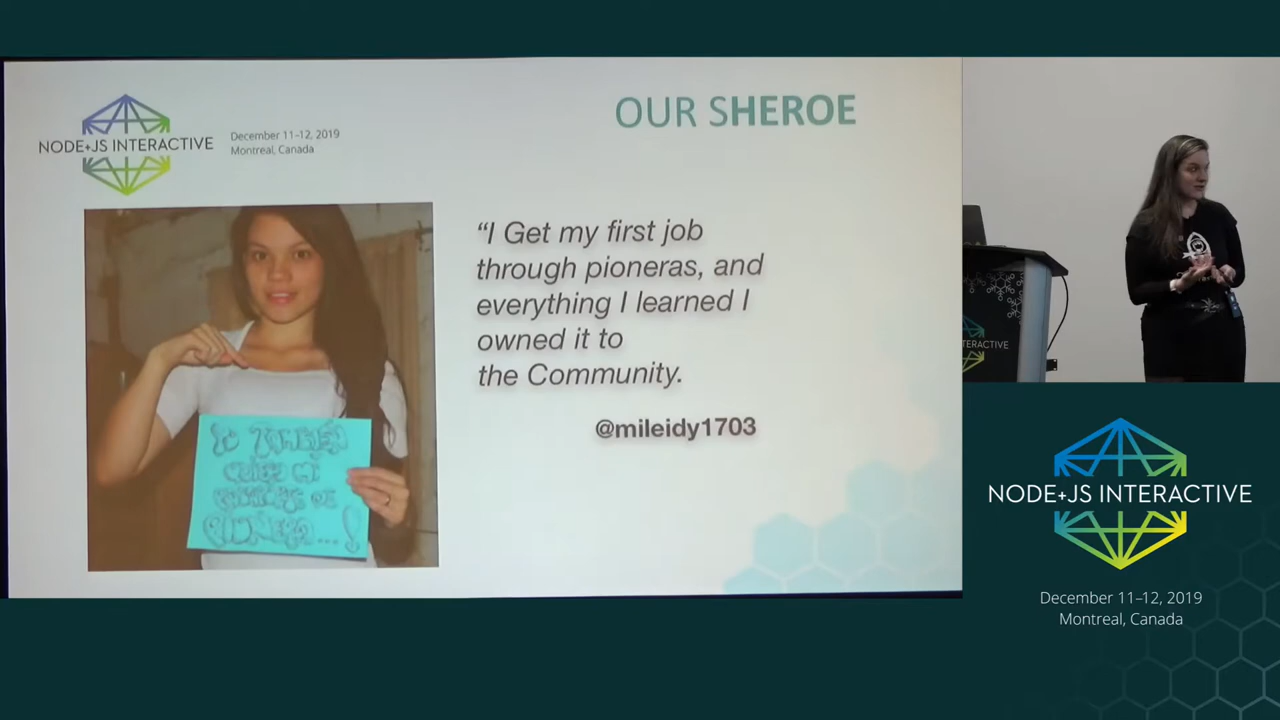 NODE+JS INTERACTIVE
December 11–12, 2019
Montreal, Canada
OUR SHEROE
“I Get my first job
through pioneras, and
everything I learned I
owned it to
the Community.
@mileidy1703
INTERACTIVE
NODE+JS INTERACTIVE
December 11–12, 2019
Montreal, Canada